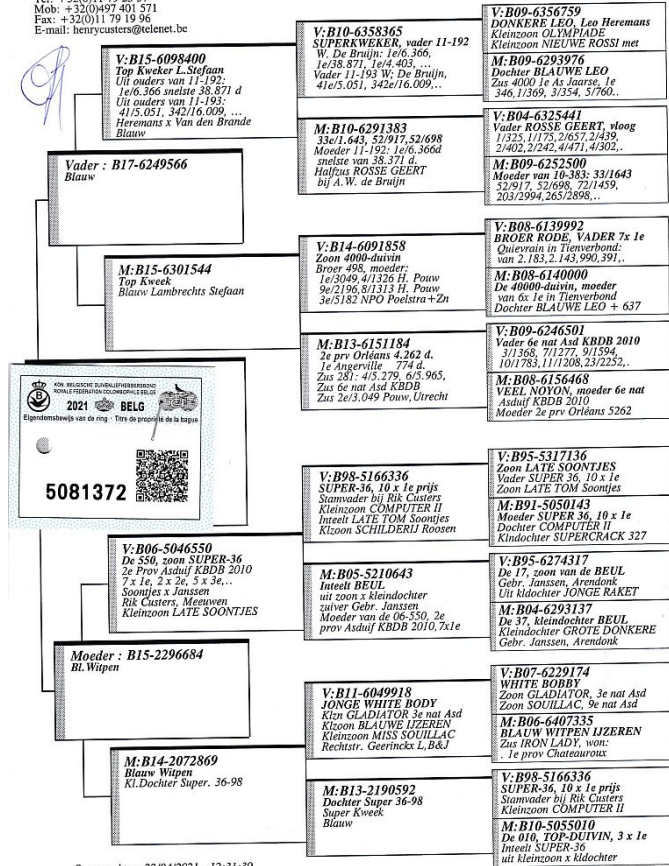 Mob: +32(0)497 401 571
Fax: +32(0)11 79 19 96
E-mail: henrycusters@telenet.be
V:B15-6098400
Top Kweker L.Stefaan
Uit ouders van 11-192:
1e/6.366 snelste 38.871 d
Uit ouders van 11-193:
41/5.051, 342/16.009, ...
Heremans x Van den Brande
Blauw
Vader : B17-6249566
Blauw
M:B15-6301544
Top Kweek
Blauw Lambrechts Stefaan
KON. BELGISCHE DUIVENLIEFHEBBERSBOND
ROYALE FEDERATION COLOMBOPHILE BELGE
2021 BELG
Eigendomsbewijs van de ring - Titre de propriété de la bague
5081372
V:B06-5046550
De 550, zoon SUPER-36
2e Prov Asduif KBDB 2010
7 x 1e, 2 x 2e, 5 x 3e,..
Soontjes x Janssen
Rik Custers, Meeuwen
Kleinzoon LATE SOONTJES
Moeder : B15-2296684
Bl.Witpen
M:B14-2072869
Blauw Witpen
Kl.Dochter Super. 36-98
V:B10-6358365
SUPERKWEKER, vader 11-192
W. De Bruijn: 1e/6.366,
1e/38.871, 1e/4.403, ...
Vader 11-193 W; De Bruijn,
41e/5.051, 342e/16.009,..
M:B10-6291383
33e/1.643, 52/917,52/698
Moeder 11-192: 1e/6.366d
snelste van 38.371 d.
Halfzus ROSSE GEERT
bij A.W. de Bruijn
V:B14-6091858
Zoon 4000-duivin
Broer 498, moeder:
1e/3049,4/1326 H. Pouw
9e/2196,8/1313 H. Pouw
3e/5182 NPO Poelstra+Zn
M:B13-6151184
2e prv Orléans 4.262 d.
1e Angerville 774 d.
Zus 281: 4/5.279, 6/5.965,
Zus 6e nat Asd KBDB
Zus 2e/3.049 Pouw,Utrecht
V:B98-5166336
SUPER-36, 10 x 1e prijs
Stamvader bij Rik Custers
Kleinzoon COMPUTER II
Inteelt LATE TOM Soontjes
Klzoon SCHILDERIJ Roosen
M:B05-5210643
Inteelt BEUL
uit zoon x kleindochter
zuiver Gebr. Janssen
Moeder van de 06-550, 2e
prov Asduif KBDB 2010,7x1e
V:B11-6049918
JONGE WHITE BODY
Klzn GLADIATOR 3e nat Asd
Klzoon BLAUWE IJZEREN
Kleinzoon MISS SOUILLAC
Rechtstr. Geerinckx L,B&J
M:B13-2190592
Dochter Super 36-98
Super Kweek
Blauw
V:B09-6356759
DONKERE LEO, Leo Heremans
Kleinzoon OLYMPIADE
Kleinzoon NIEUWE ROSSI met
M:B09-6293976
Dochter BLAUWE LEO
Zus 4000 1e As Jaarse, 1e
346,1/369, 3/354, 5/760..
V:B04-6325441
Vader ROSSE GEERT, vloog
1/325,1/175,2/657,2/439,
2/402,2/242,4/471,4/302,.
M:B09-6252500
Moeder van 10-383: 33/1643
52/917, 52/698, 72/1459,
203/2994,265/2898,..
V:B08-6139992
BROER RODE, VADER 7x 1e
Quievrain in Tienverbond:
van 2.183,2.143,990,391,.
M:B08-6140000
De 40000-duivin, moeder
van 6x 1e in Tienverbond
Dochter BLAUWE LEO + 637
V:B09-6246501
Vader 6e nat Asd KBDB 2010
3/1368, 7/1277, 9/1594,
10/1783,11/1208,23/2252,.
M:B08-6156468
VEEL NOYON, moeder 6e nat
Asduif KBDB 2010
Moeder 2e prv Orléans 5262
V:B95-5317136
Zoon LATE SOONTJES
Vader SUPER 36, 10 x 1e
Zoon LATE TOM Soontjes
M:B91-5050143
Moeder SUPER 36, 10 x 1e
Dochter COMPUTER II
Kindochter SUPERCRACK 327
V:B95-6274317
De 17, zoon van de BEUL
Gebr. Janssen, Arendonk
Uit kldochter JONGE RAKET
M:B04-6293137
De 37, kleindochter BEUL
Kleindochter GROTE DONKERE
Gebr. Janssen, Arendonk
V:B07-6229174
WHITE BOBBY
Zoon GLADIATOR, 3e nat Asd
Zoon SOUILLAC, 9e nat Asd
M:B06-6407335
BLAUW WITPEN IJZEREN
Zus IRON LADY, won:
. 1e prov Chateauroux
V:B98-5166336
SUPER-36, 10 x 1e prijs
Stamvader bij Rik Custers
Kleinzoon COMPUTER II
M:B10-5055010
De 010, TOP-DUIVIN, 3 x 1e
Inteelt SUPER-36
uit kleinzoon x kldochter